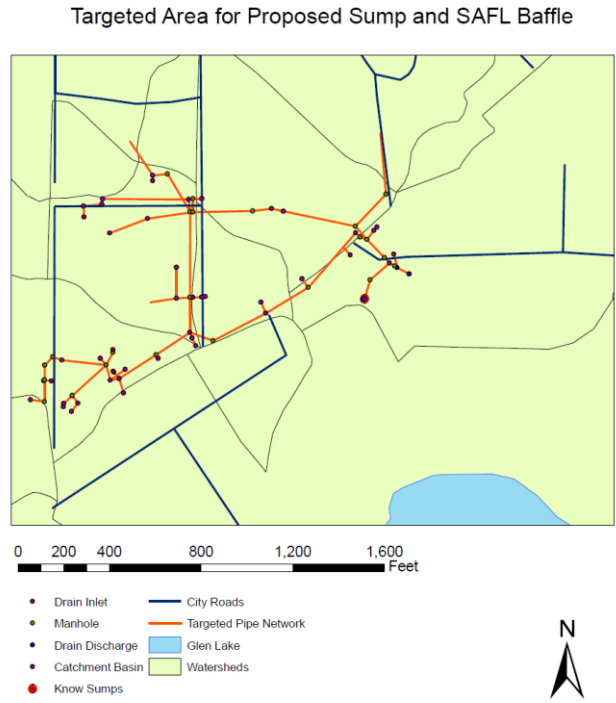 Targeted Area for Proposed Sump and SAFL Baffle
0 200 400 800 1,200 1,600
Feet
Drain Inlet
Manhole
Drain Discharge
Catchment Basin
Know Sumps
City Roads
Targeted Pipe Network
Glen Lake
Watersheds
N